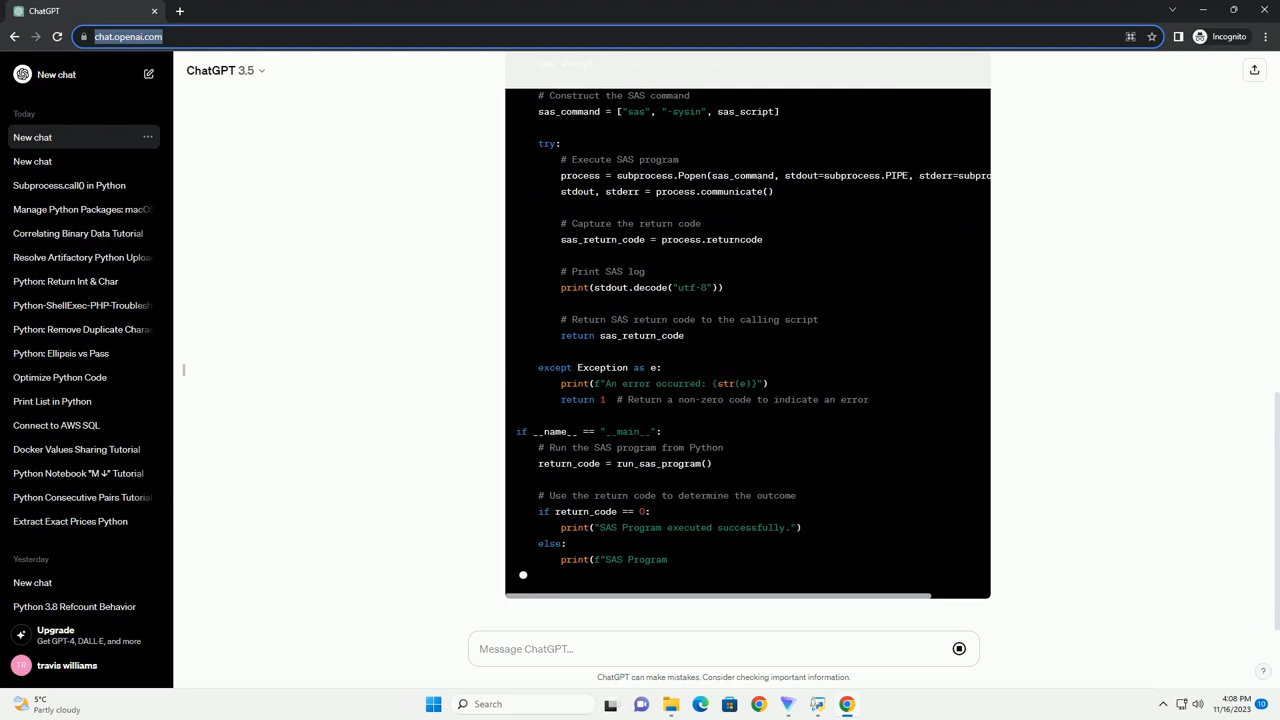 ChatGPT
chat.openai.com
Incognito
New chat
Today
New chat
New chat
Subprocess.call() in Python
Manage Python Packages: macOS
Correlating Binary Data Tutorial
Resolve Artifactory Python Uploa
Python: Return Int & Char
Python-ShellExec-PHP-Troublesh
Python: Remove Duplicate Charac
Python: Ellipsis vs Pass
Optimize Python Code
Print List in Python
Connect to AWS SQL
Docker Values Sharing Tutorial
Python Notebook "M ↓" Tutorial
Python Consecutive Pairs Tutorial
Extract Exact Prices Python
Yesterday
New chat
Python 3.8 Refcount Behavior
Upgrade
Get GPT-4, DALL·E, and more
TR
travis williams
ChatGPT 3.5
# Construct the SAS command
sas_command = ["sas", "-sysin", sas_script]
try:
# Execute SAS program
process = subprocess.Popen(sas_command, stdout=subprocess.PIPE, stderr=subpro
stdout, stderr = process.communicate()
# Capture the return code
sas_return_code = process.returncode
# Print SAS log
print(stdout.decode("utf-8"))
# Return SAS return code to the calling script
return sas_return_code
except Exception as e:
print(f"An error occurred: {str(e)}")
return 1 # Return a non-zero code to indicate an error
if __name__ == "__main__":
# Run the SAS program from Python
return_code = run_sas_program()
# Use the return code to determine the outcome
if return_code == 0:
print("SAS Program executed successfully.")
else:
print(f"SAS Program
Message ChatGPT...
ChatGPT can make mistakes. Consider checking important information.
?
5°C
Partly cloudy
Search
4:08 PM
11/16/2023
10